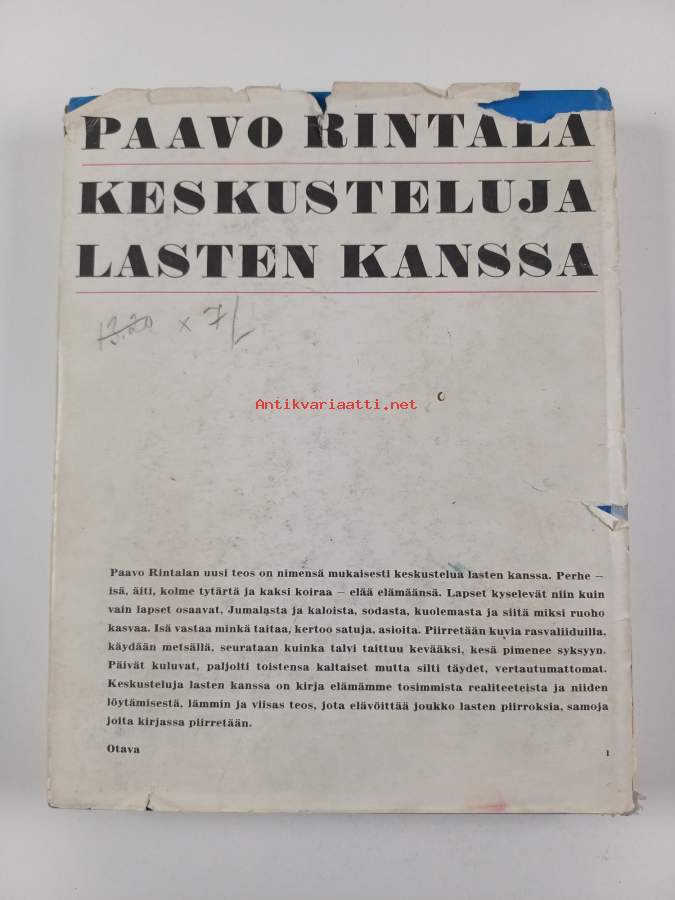 PAAVO RINTALA
KESKUSTELUJA
LASTEN KANSSA
13.20 x 7/
Antikvariaatti.net
Paavo Rintalan uusi teos on nimensä mukaisesti keskustelua lasten kanssa. Perhe –
isä, äiti, kolme tytärtä ja kaksi koiraa – elää elämäänsä. Lapset kyselevät niin kuin
vain lapset osaavat, Jumalasta ja kaloista, sodasta, kuolemasta ja siitä miksi ruoho
kasvaa. Isä vastaa minkä taitaa, kertoo satuja, asioita. Piirretään kuvia rasvaliiduilla,
käydään metsällä, seurataan kuinka talvi taittuu kevääksi, kesä pimenee syksyyn.
Päivät kuluvat, paljolti toistensa kaltaiset mutta silti täydet, vertautumattomat.
Keskusteluja lasten kanssa on kirja elämämme tosimmista realiteeteista ja niiden
löytämisestä, lämmin ja viisas teos, jota elävöittää joukko lasten piirroksia, samoja
joita kirjassa piirretään.
Otava
1